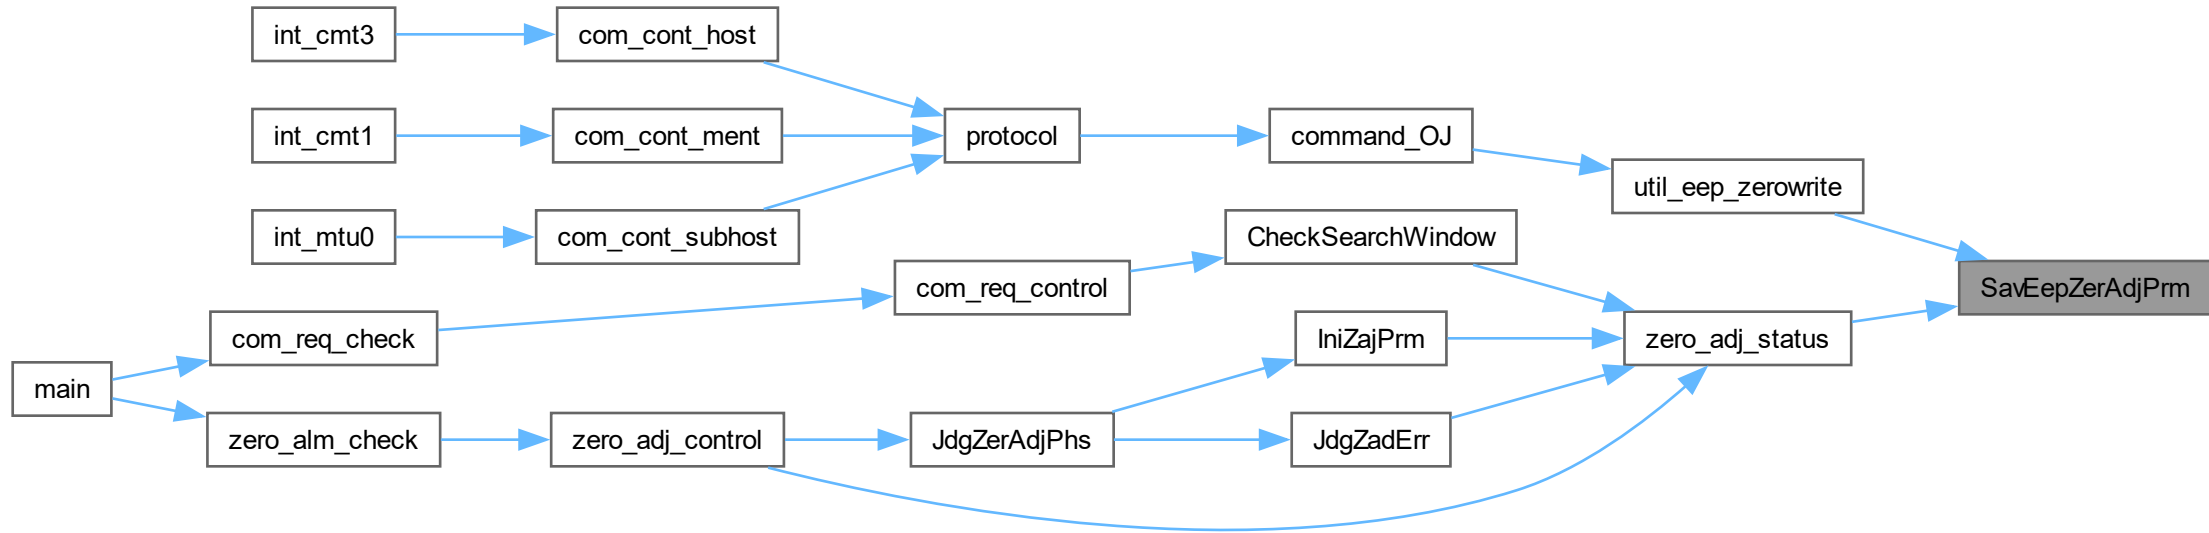 int_cmt3
com_cont_host
int_cmt1
com_cont_ment
protocol
command_OJ
util_eep_zerowrite
int_mtu0
com_cont_subhost
CheckSearchWindow
com_req_control
SavEepZerAdjPrm
com_req_check
IniZajPrm
zero_adj_status
main
zero_alm_check
zero_adj_control
JdgZerAdjPhs
JdgZadErr